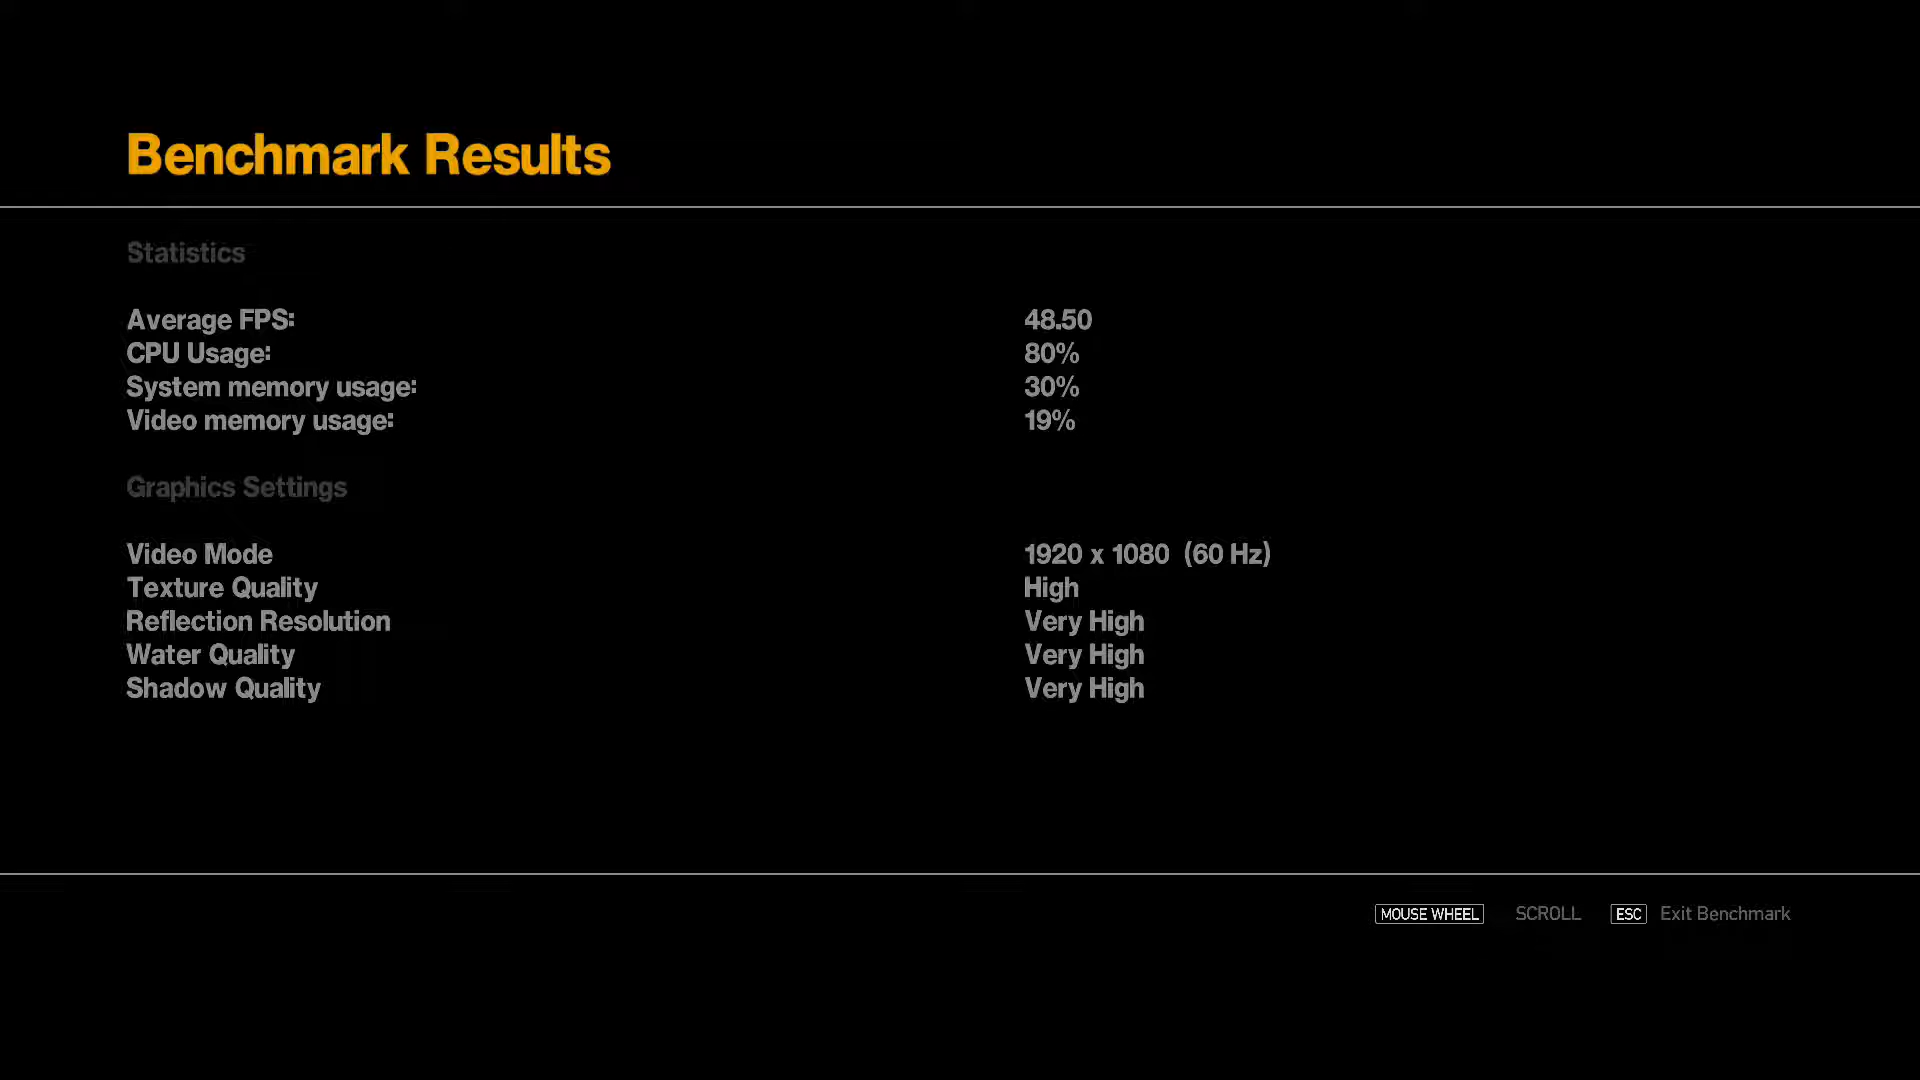 Benchmark Results
Statistics
Average FPS: 48.50
CPU Usage: 80%
System memory usage: 30%
Video memory usage: 19%
Graphics Settings
Video Mode 1920 x 1080 (60 Hz)
Texture Quality High
Reflection Resolution Very High
Water Quality Very High
Shadow Quality Very High
MOUSE WHEEL SCROLL ESC Exit Benchmark